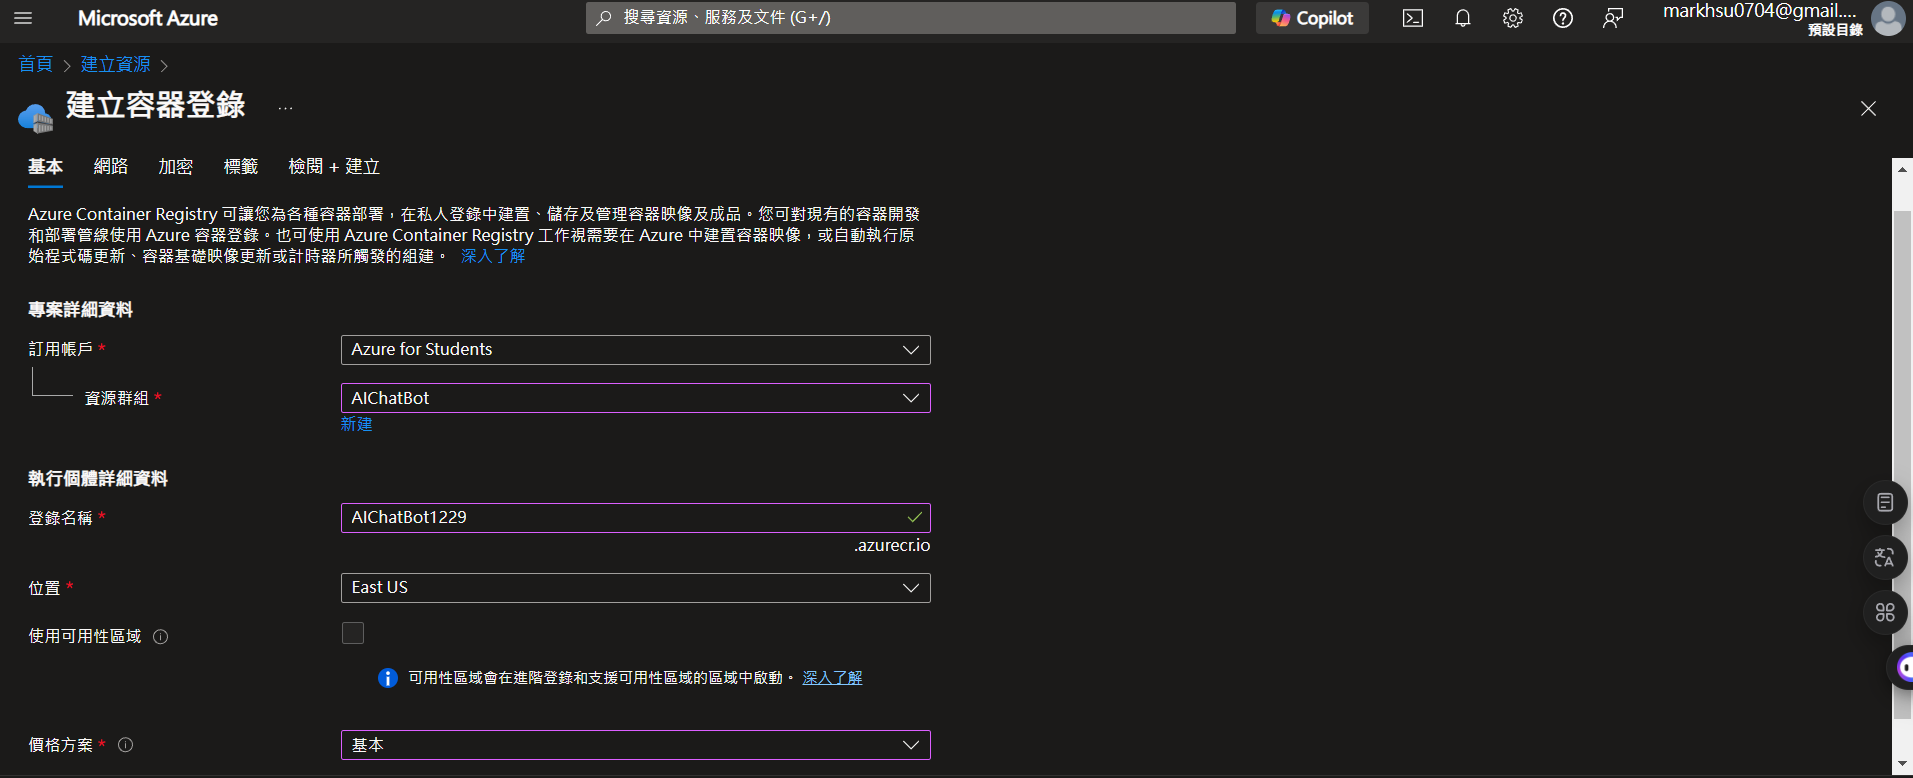 Microsoft Azure
搜尋資源、服務及文件 (G+/)
Copilot
markhsu0704@gmail....
預設目錄
首頁 > 建立資源 >
建立容器登錄 ...
基本 網路 加密 標籤 檢閱 + 建立
Azure Container Registry 可讓您為各種容器部署，在私人登錄中建置、儲存及管理容器映像及成品。您可對現有的容器開發
和部署管線使用 Azure 容器登錄。也可使用 Azure Container Registry 工作視需要在 Azure 中建置容器映像，或自動執行原
始程式碼更新、容器基礎映像更新或計時器所觸發的組建。 深入了解
專案詳細資料
訂用帳戶 * Azure for Students
資源群組 * AIChatBot
新建
執行個體詳細資料
登錄名稱 * AIChatBot1229
.azurecr.io
位置 * East US
使用可用性區域
可用性區域會在進階登錄和支援可用性區域的區域中啟動。 深入了解
價格方案 * 基本